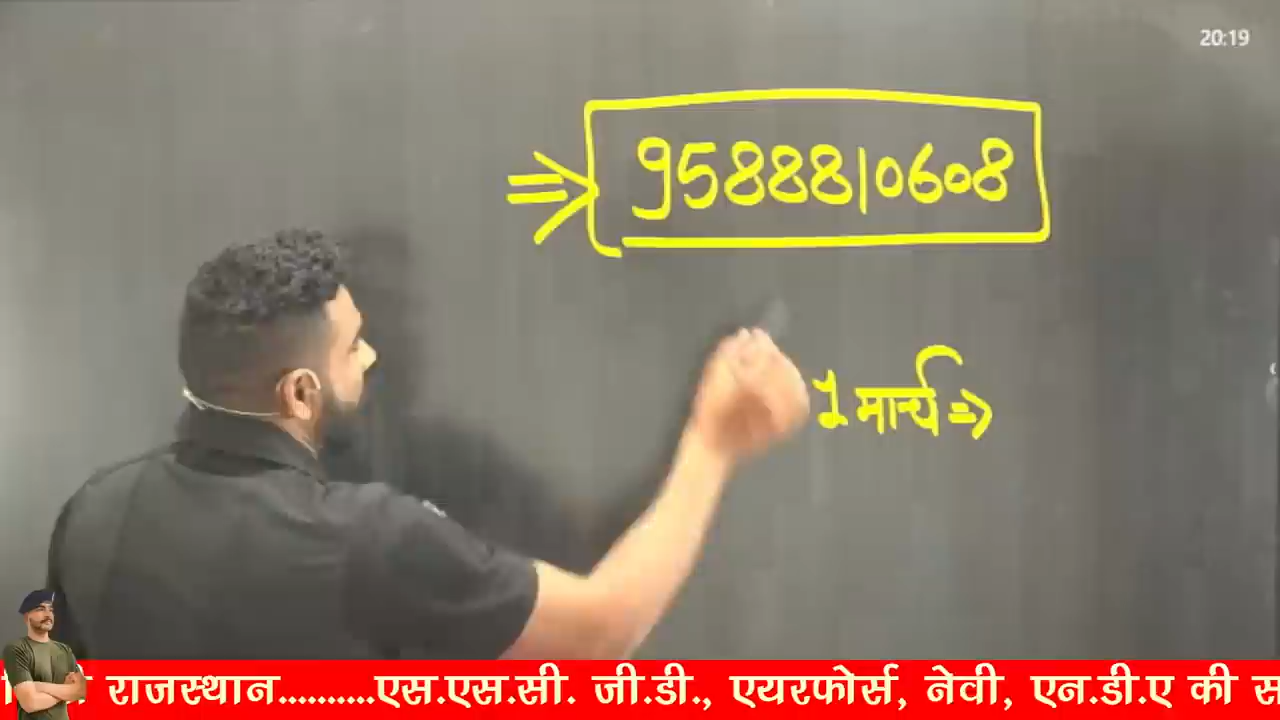 20:19
⇒ 9588810608
1 मार्च ⇒
राजस्थान..........एस.एस.सी. जी.डी., एयरफोर्स, नेवी, एन.डी.ए की